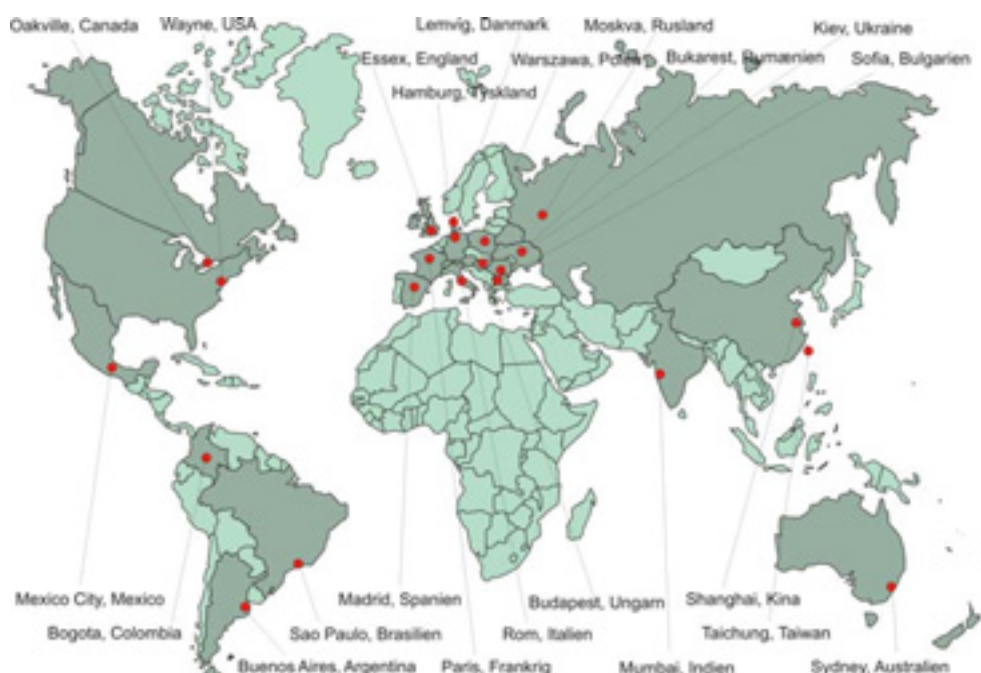 Oakville, Canada
Wayne, USA
Lemvig, Danmark
Moskva, Rusland
Kiev, Ukraine
Essex, England
Warszawa, Polen
Bukarest, Rumænien
Sofia, Bulgarien
Hamburg, Tyskland
Mexico City, Mexico
Madrid, Spanien
Budapest, Ungarn
Shanghai, Kina
Bogota, Colombia
Sao Paulo, Brasilien
Rom, Italien
Taichung, Taiwan
Buenos Aires, Argentina
Paris, Frankrig
Mumbai, Indien
Sydney, Australien